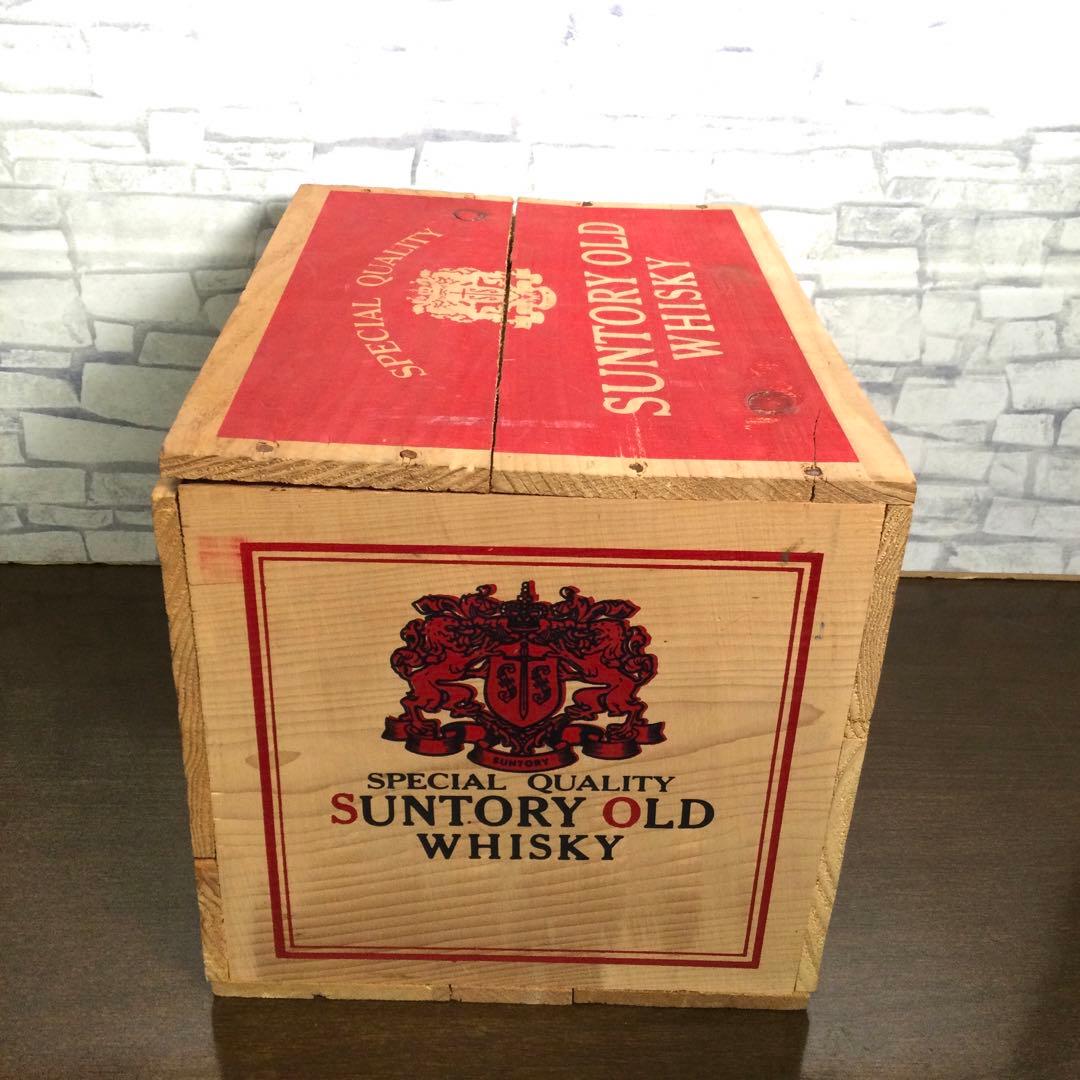 SPECIAL QUALITY
SUNTORY OLD
WHISKY
SUNTORY
SPECIAL QUALITY
SUNTORY OLD
WHISKY